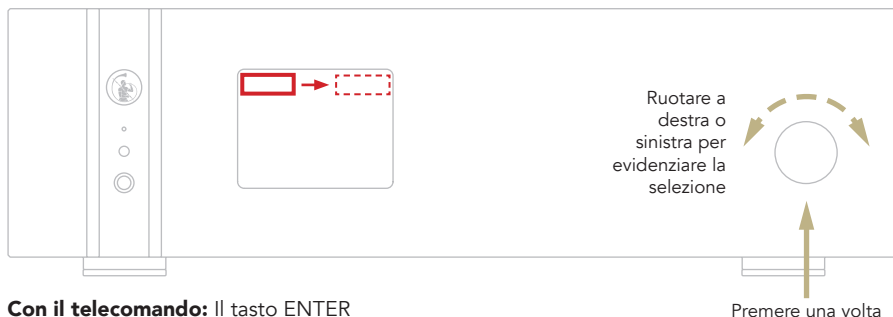 Ruotare a
destra o
sinistra per
evidenziare la
selezione
Con il telecomando: Il tasto ENTER
Premere una volta